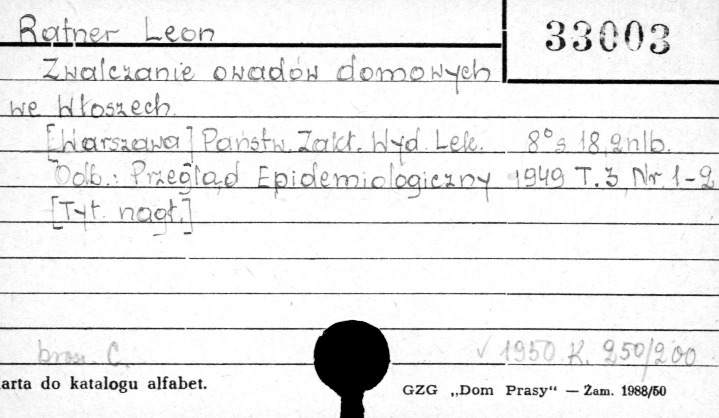 Ratner Leon
33003
Zwalczanie owadów domowych
we Włoszech.
[Warszawa] Państw. Zakł. Wyd. Lek. 8° s 18, 2 nlb.
Odb.: Przegląd Epidemiologiczny 1949 T. 3 Nr. 1-2
[Tyt. nagł.]
brosz. C. √ 1950 K. 250/200
arta do katalogu alfabet.
GZG „Dom Prasy“ — Zam. 1988/50